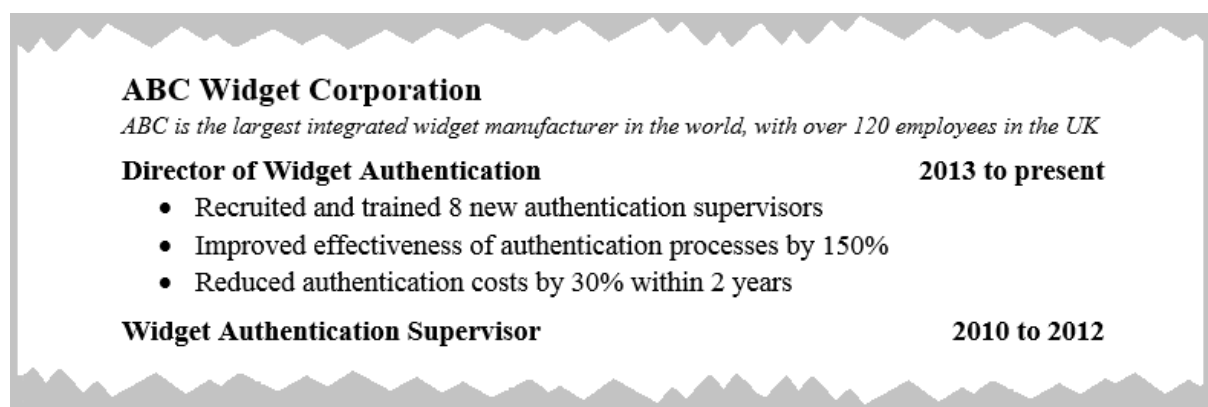 ABC Widget Corporation
ABC is the largest integrated widget manufacturer in the world, with over 120 employees in the UK
Director of Widget Authentication 2013 to present
• Recruited and trained 8 new authentication supervisors
• Improved effectiveness of authentication processes by 150%
• Reduced authentication costs by 30% within 2 years
Widget Authentication Supervisor 2010 to 2012